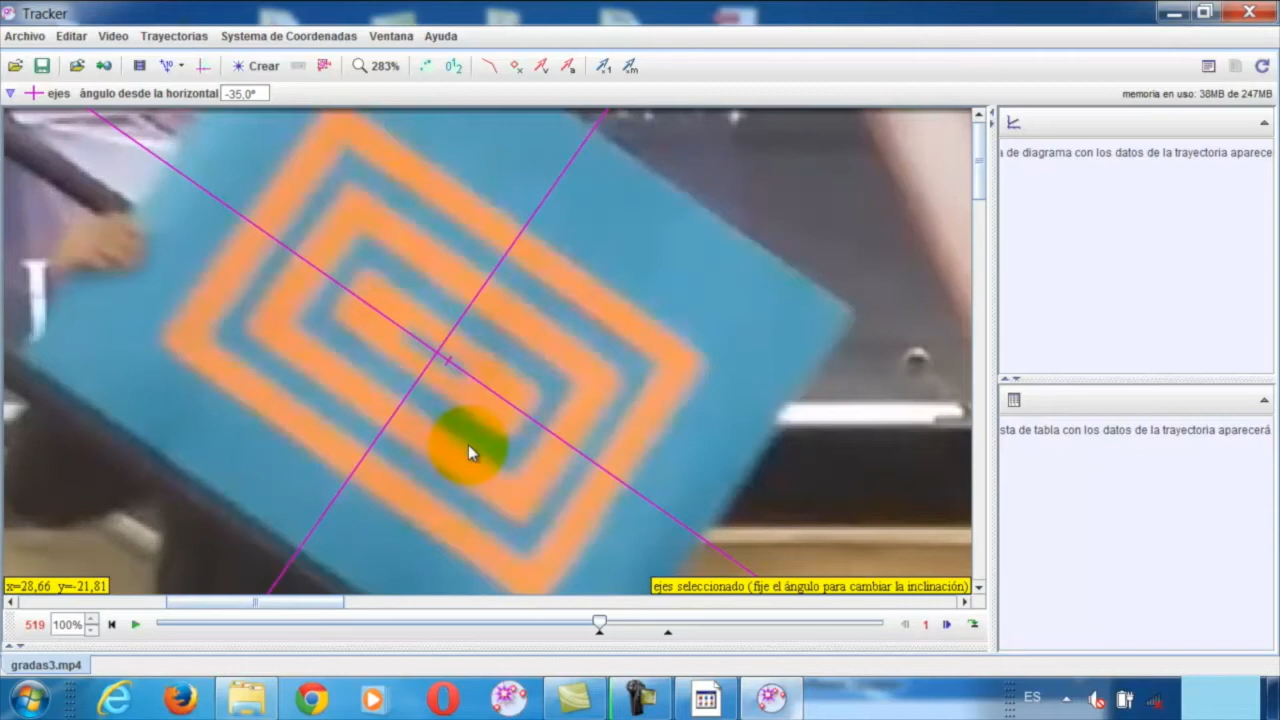 Tracker
Archivo Editar Video Trayectorias Systema de Coordenadas Ventana Ayuda
Crear 283%
ejes ángulo desde la horizontal -35,0º memoria en uso: 38MB de 247MB
de diagrama con los datos de la trayectoria aparece
sta de tabla con los datos de la trayectoria aparecerá
x=28,66 y=-21,81 ejes seleccionado (fije el ángulo para cambiar la inclinación)
519 100% 1
gradas3.mp4
ES